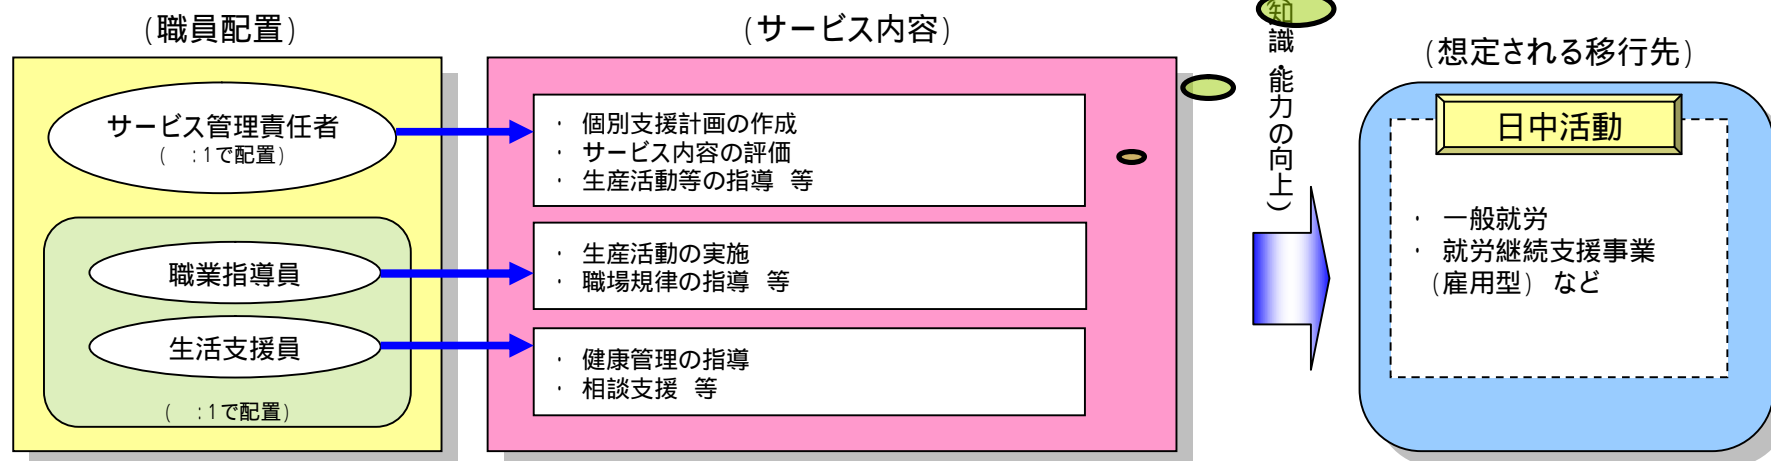 (職員配置)
サービス管理責任者
(　:1で配置)
職業指導員
生活支援員
(　:1で配置)
(サービス内容)
・ 個別支援計画の作成
・ サービス内容の評価
・ 生産活動等の指導 等
・ 生産活動の実施
・ 職場規律の指導 等
・ 健康管理の指導
・ 相談支援 等
知識・能力の向上)
(想定される移行先)
日中活動
・ 一般就労
・ 就労継続支援事業
(雇用型) など